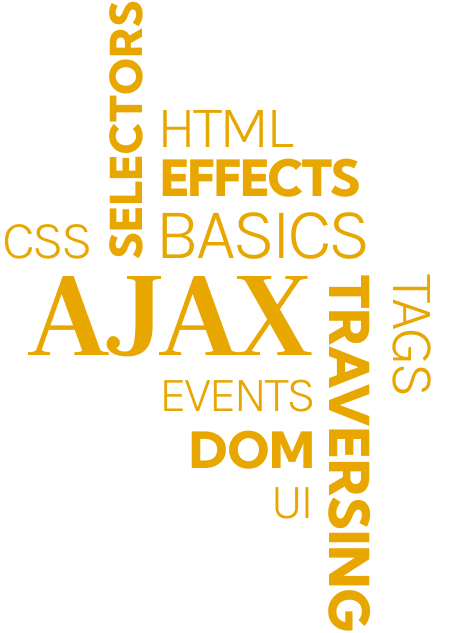 SELECTORS
HTML
EFFECTS
CSS
BASICS
AJAX
TRAVERSING
TAGS
EVENTS
DOM
UI